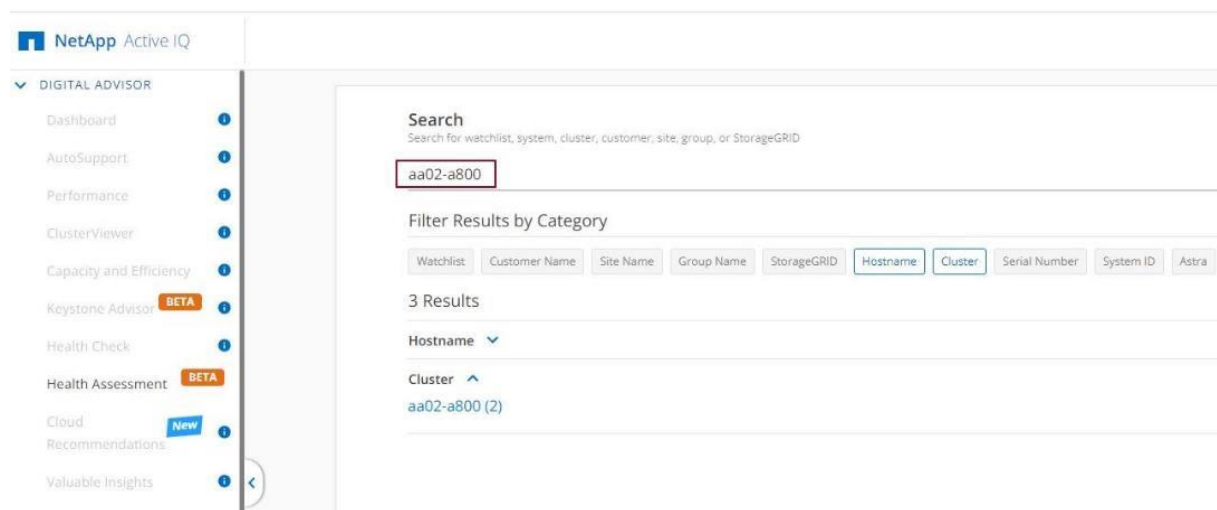 NetApp Active IQ
DIGITAL ADVISOR
Dashboard
AutoSupport
Performance
ClusterViewer
Capacity and Efficiency
Keystone Advisor BETA
Health Check
Health Assessment BETA
Cloud
Recommendations
New
Valuable Insights
Search
Search for watchlist, system, cluster, customer, site, group, or StorageGRID
aa02-a800
Filter Results by Category
Watchlist Customer Name Site Name Group Name StorageGRID Hostname Cluster Serial Number System ID Astra
3 Results
Hostname
Cluster
aa02-a800 (2)